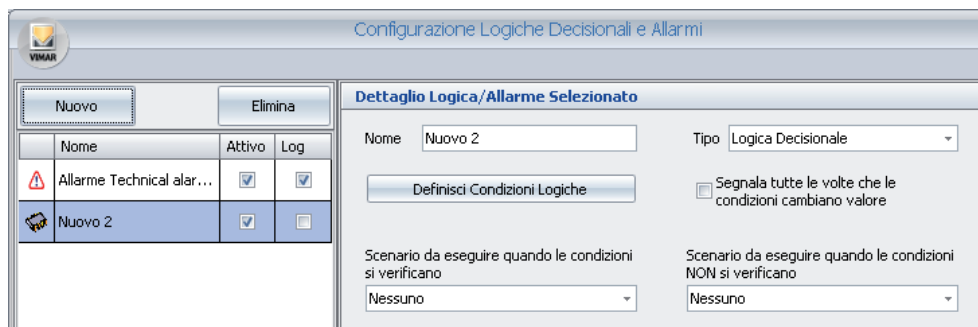 Configurazione Logiche Decisionali e Allarmi
VIMAR
Nuovo
Elimina
Nome
Attivo
Log
Allarme Technical alar...
Nuovo 2
Dettaglio Logica/Allarme Selezionato
Nome
Nuovo 2
Tipo
Logica Decisionale
Definisci Condizioni Logiche
Segnala tutte le volte che le
condizioni cambiano valore
Scenario da eseguire quando le condizioni
si verificano
Nessuno
Scenario da eseguire quando le condizioni
NON si verificano
Nessuno